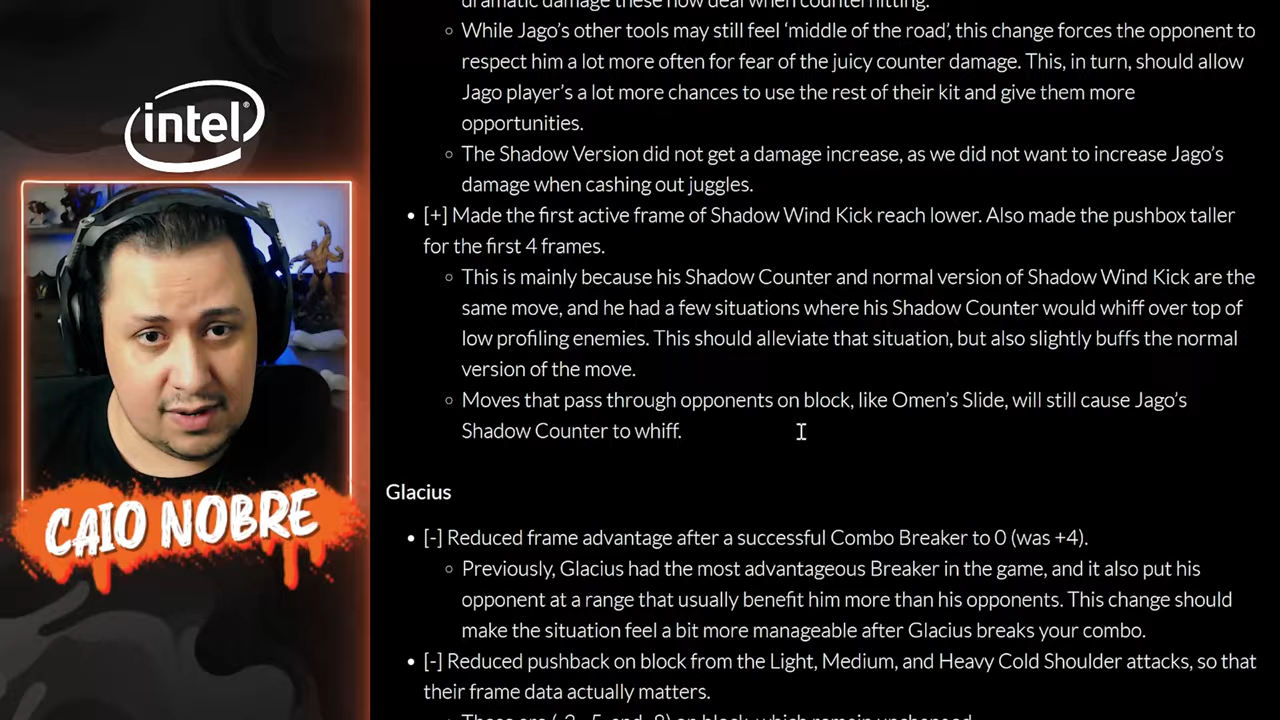 intel
CAIO NOBRE
dramatic damage these now deal when counterhitting.
While Jago's other tools may still feel 'middle of the road', this change forces the opponent to
respect him a lot more often for fear of the juicy counter damage. This, in turn, should allow
Jago player's a lot more chances to use the rest of their kit and give them more
opportunities.
The Shadow Version did not get a damage increase, as we did not want to increase Jago's
damage when cashing out juggles.
[+] Made the first active frame of Shadow Wind Kick reach lower. Also made the pushbox taller
for the first 4 frames.
This is mainly because his Shadow Counter and normal version of Shadow Wind Kick are the
same move, and he had a few situations where his Shadow Counter would whiff over top of
low profiling enemies. This should alleviate that situation, but also slightly buffs the normal
version of the move.
Moves that pass through opponents on block, like Omen's Slide, will still cause Jago's
Shadow Counter to whiff.
Glacius
[-] Reduced frame advantage after a successful Combo Breaker to 0 (was +4).
Previously, Glacius had the most advantageous Breaker in the game, and it also put his
opponent at a range that usually benefit him more than his opponents. This change should
make the situation feel a bit more manageable after Glacius breaks your combo.
[-] Reduced pushback on block from the Light, Medium, and Heavy Cold Shoulder attacks, so that
their frame data actually matters.